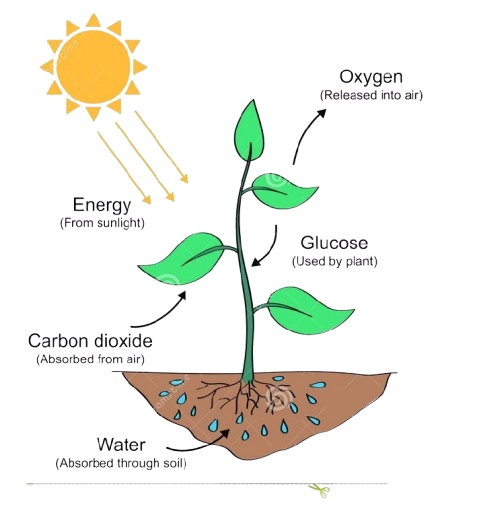 Oxygen
(Released into air)
Energy
(From sunlight)
Glucose
(Used by plant)
Carbon dioxide
(Absorbed from air)
Water
(Absorbed through soil)